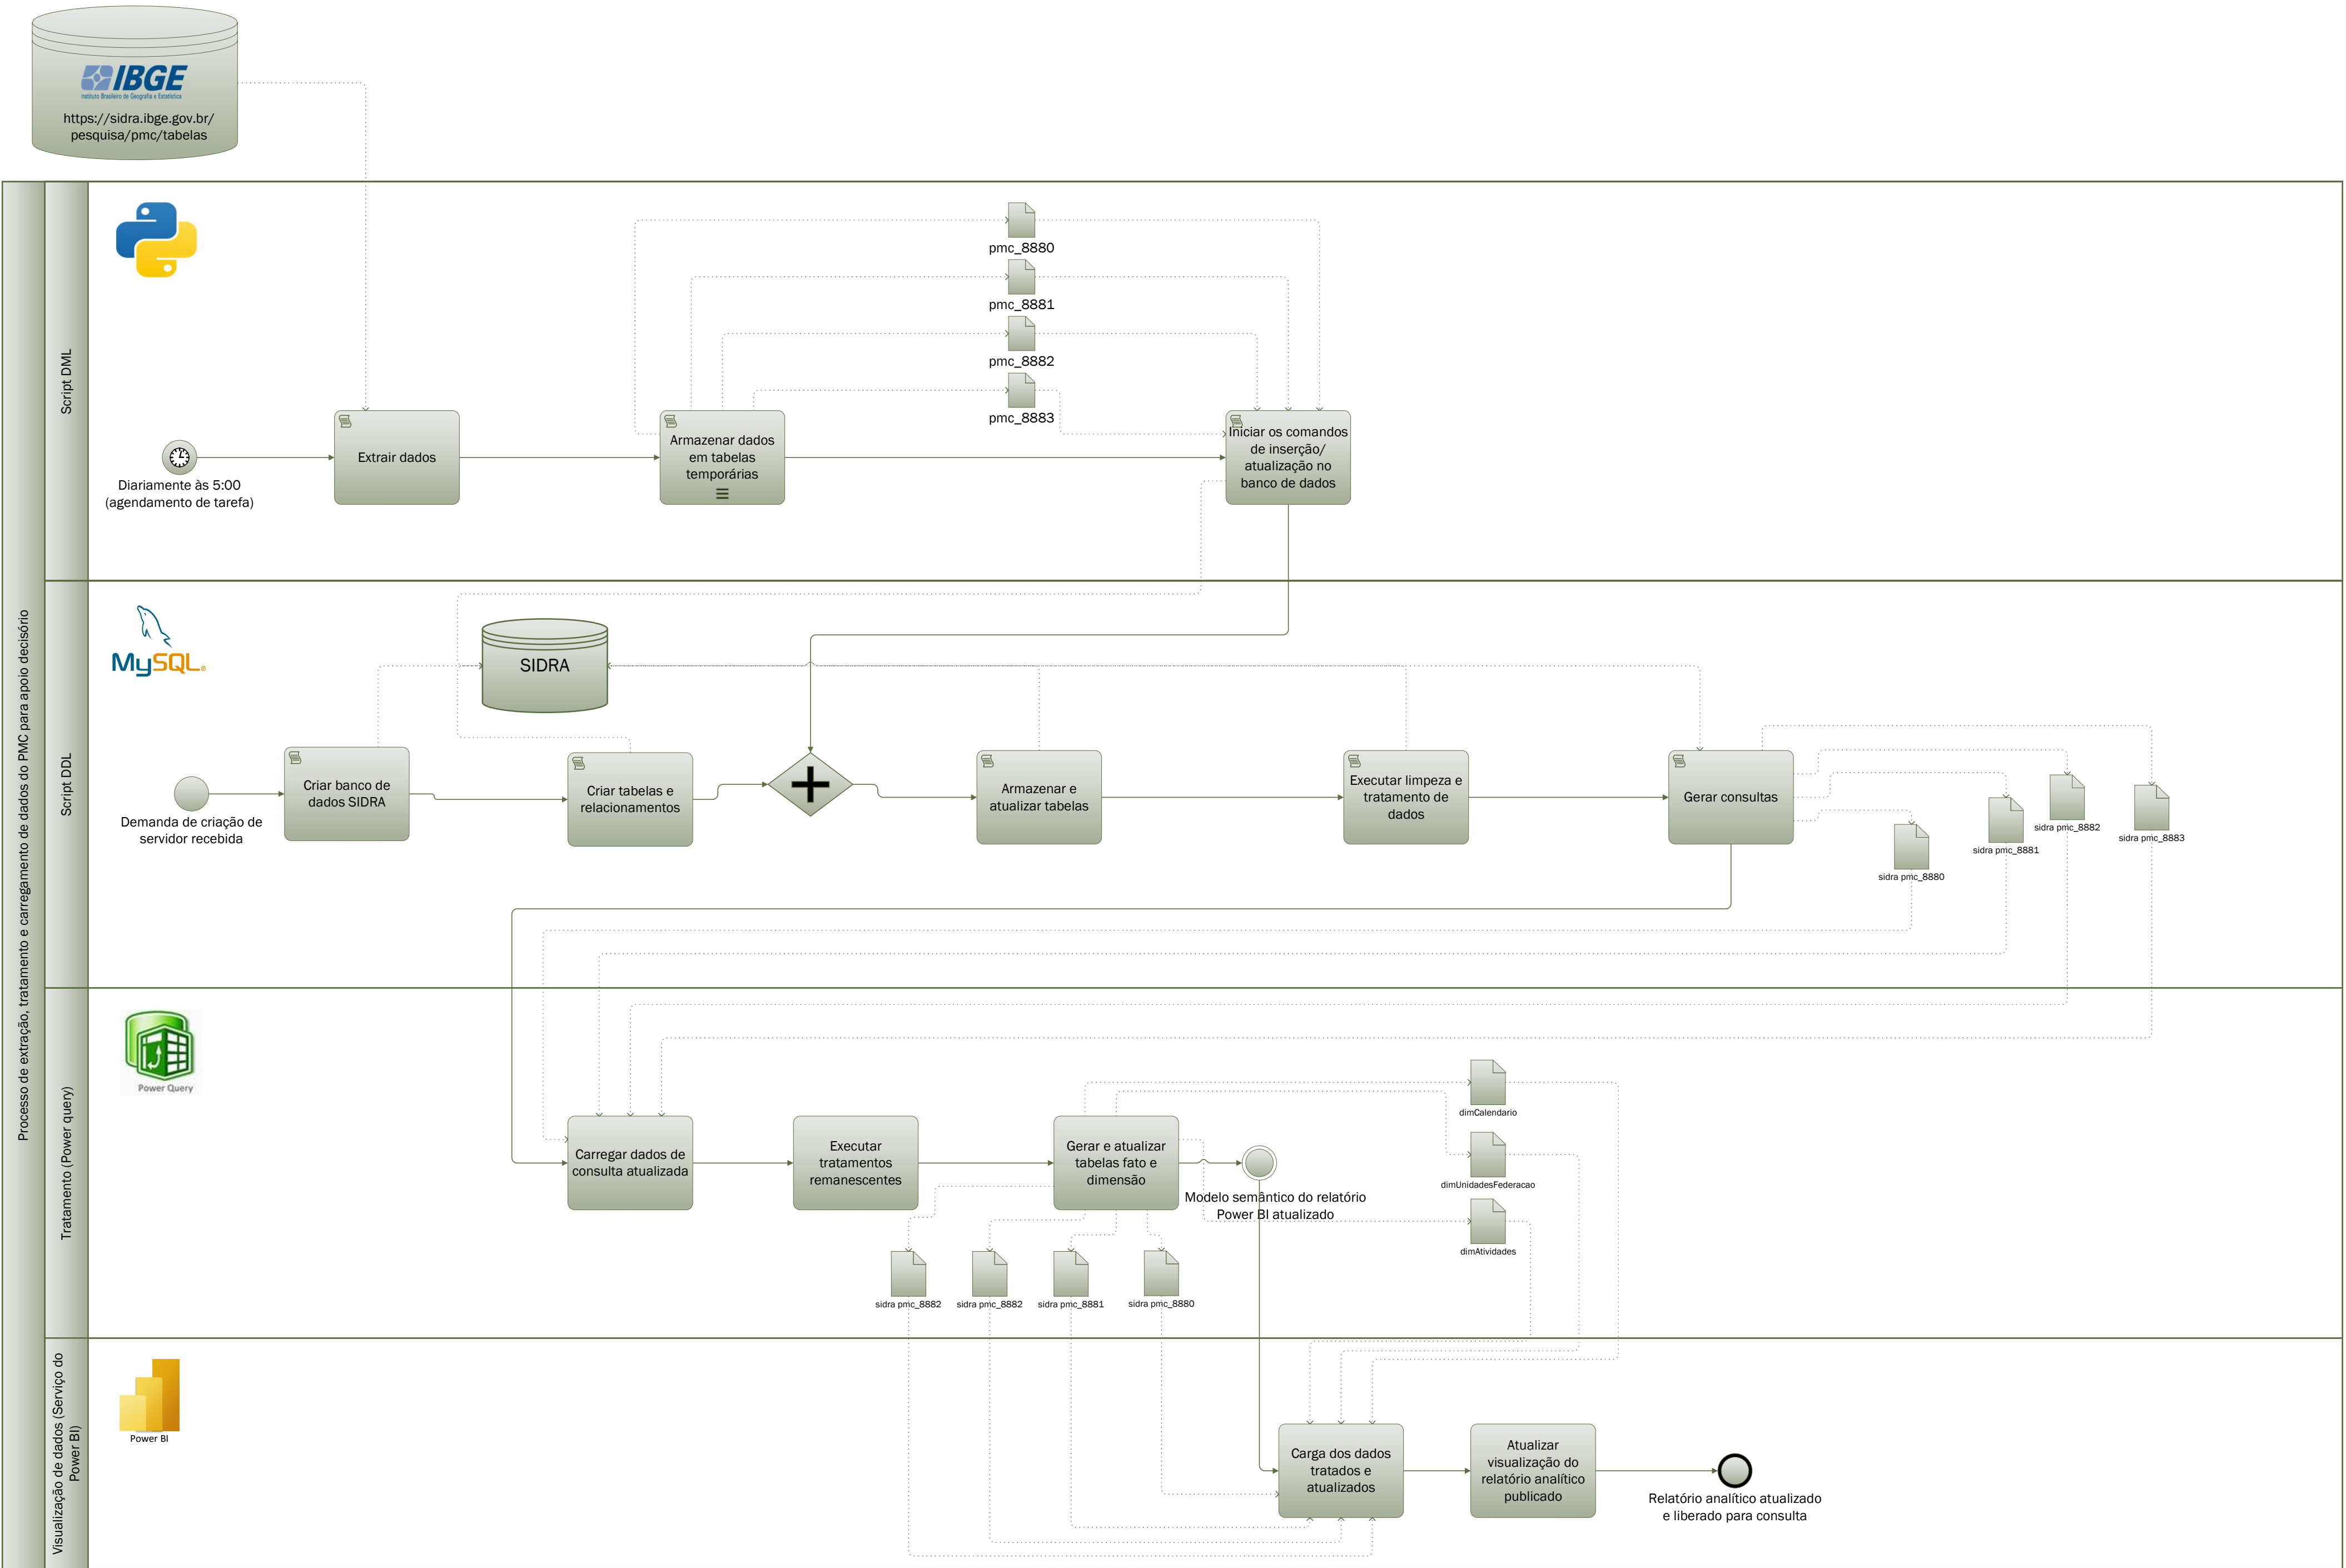 IBGE
Instituto Brasileiro de Geografia e Estatística
https://sidra.ibge.gov.br/
pesquisa/pmc/tabelas
Processo de extração, tratamento e carregamento de dados do PMC para apoio decisório
Script DML
pmc_8880
pmc_8881
pmc_8882
pmc_8883
Diariamente às 5:00
(agendamento de tarefa)
Extrair dados
Armazenar dados
em tabelas
temporárias
Iniciar os comandos
de inserção/
atualização no
banco de dados
Script DDL
MySQL®
SIDRA
Demanda de criação de
servidor recebida
Criar banco de
dados SIDRA
Criar tabelas e
relacionamentos
Armazenar e
atualizar tabelas
Executar limpeza e
tratamento de
dados
Gerar consultas
sidra pmc_8880
sidra pmc_8881
sidra pmc_8882
sidra pmc_8883
Tratamento (Power query)
Power Query
Carregar dados de
consulta atualizada
Executar
tratamentos
remanescentes
Gerar e atualizar
tabelas fato e
dimensão
Modelo semântico do relatório
Power BI atualizado
dimCalendario
dimUnidadesFederacao
dimAtividades
sidra pmc_8882
sidra pmc_8882
sidra pmc_8881
sidra pmc_8880
Visualização de dados (Serviço do
Power BI)
Power BI
Carga dos dados
tratados e
atualizados
Atualizar
visualização do
relatório analítico
publicado
Relatório analítico atualizado
e liberado para consulta